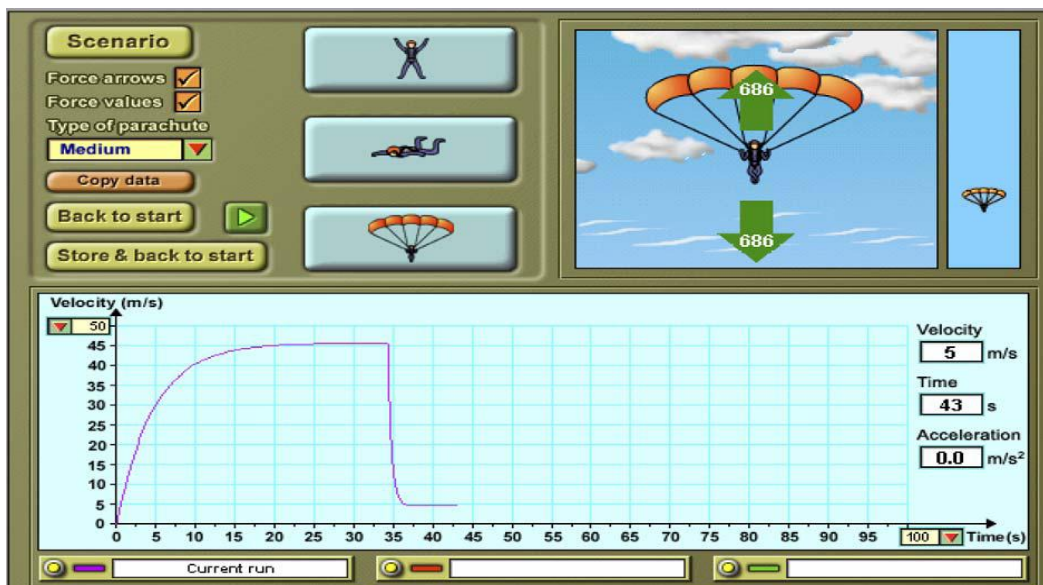 Scenario
Force arrows
Force values
Type of parachute
Medium
Copy data
Back to start
Store & back to start
686
686
Velocity (m/s)
50
45
40
35
30
25
20
15
10
5
0
0 5 10 15 20 25 30 35 40 45 50 55 60 65 70 75 80 85 90 95 100 Time(s)
Velocity
5 m/s
Time
43 s
Acceleration
0.0 m/s²
Current run